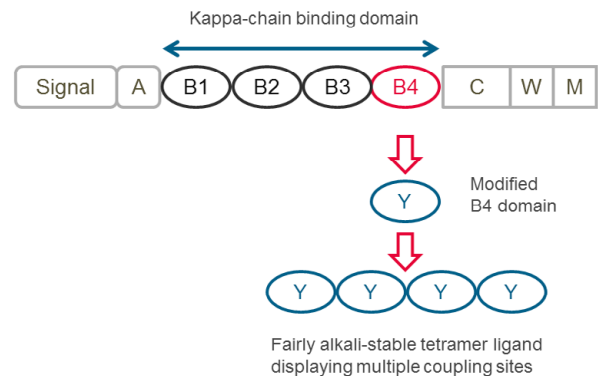 Kappa-chain binding domain
Signal A B1 B2 B3 B4 C W M
Y
Modified
B4 domain
Y Y Y Y
Fairly alkali-stable tetramer ligand
displaying multiple coupling sites